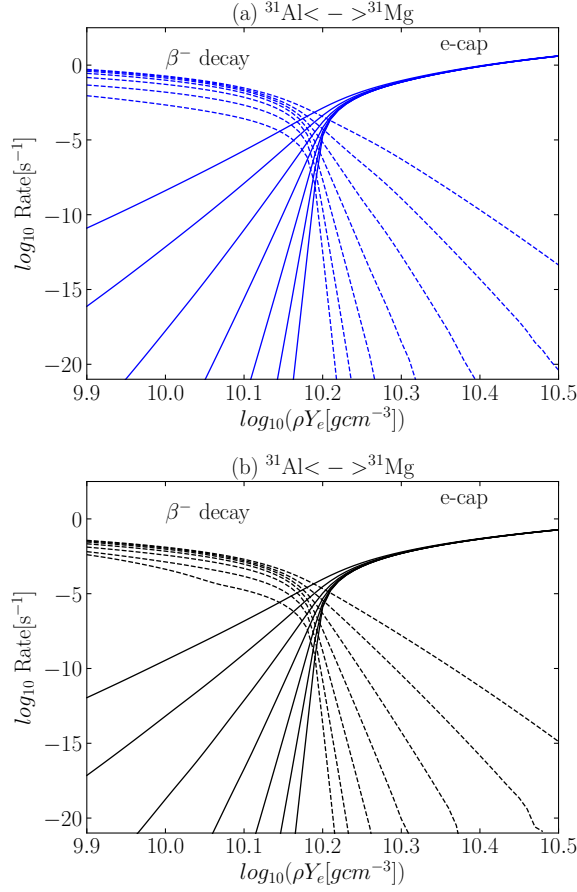 (a) ³¹Al< − >³¹Mg
β⁻ decay
e-cap
0
−5
−10
−15
−20
log₁₀ Rate[s⁻¹]
9.9 10.0 10.1 10.2 10.3 10.4 10.5
log₁₀(ρYₑ[gcm⁻³])
(b) ³¹Al< − >³¹Mg
β⁻ decay
e-cap
0
−5
−10
−15
−20
log₁₀ Rate[s⁻¹]
9.9 10.0 10.1 10.2 10.3 10.4 10.5
log₁₀(ρYₑ[gcm⁻³])